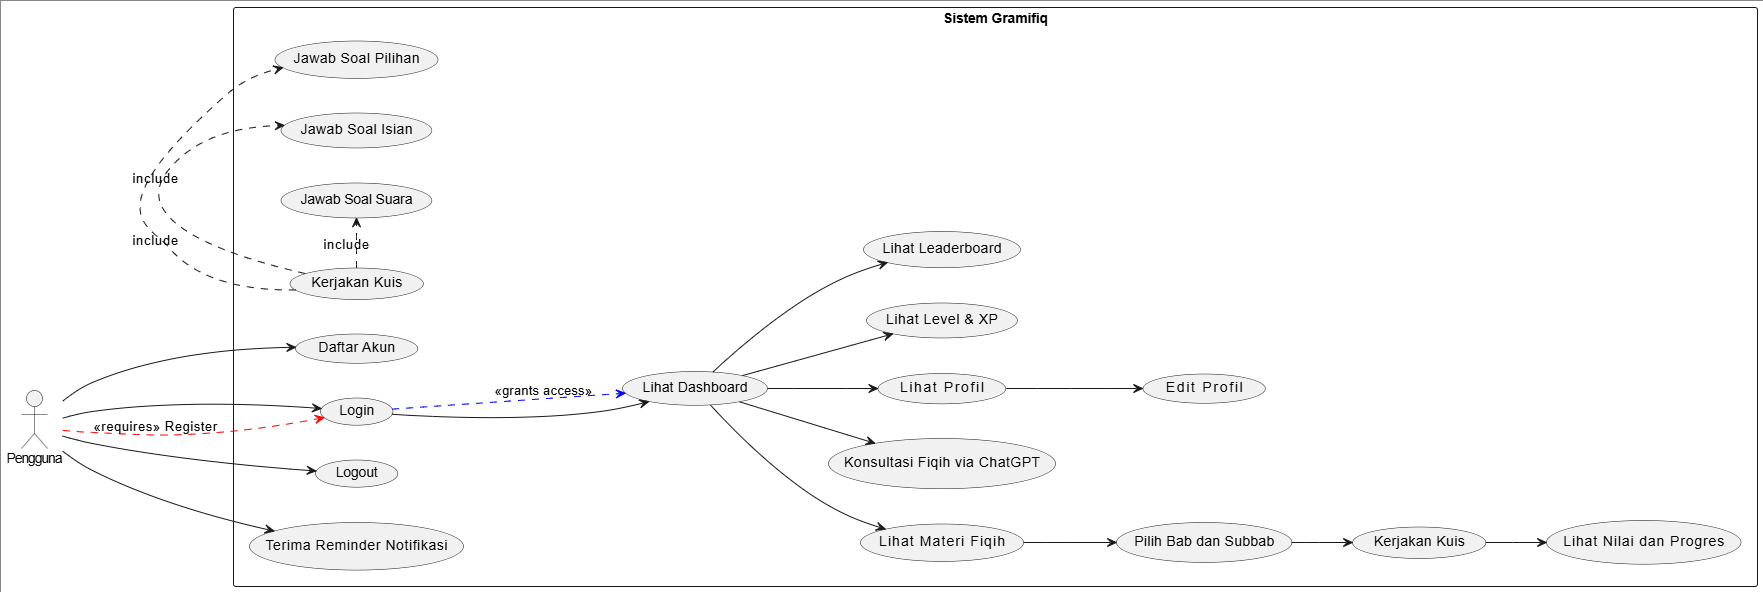 Sistem Gramifiq
Jawab Soal Pilihan
Jawab Soal Isian
include
Jawab Soal Suara
include
include
Kerjakan Kuis
Lihat Leaderboard
Lihat Level & XP
Daftar Akun
Lihat Dashboard
«grants access»
Lihat Profil
Edit Profil
Login
«requires» Register
Pengguna
Logout
Konsultasi Fiqih via ChatGPT
Terima Reminder Notifikasi
Lihat Materi Fiqih
Pilih Bab dan Subbab
Kerjakan Kuis
Lihat Nilai dan Progres